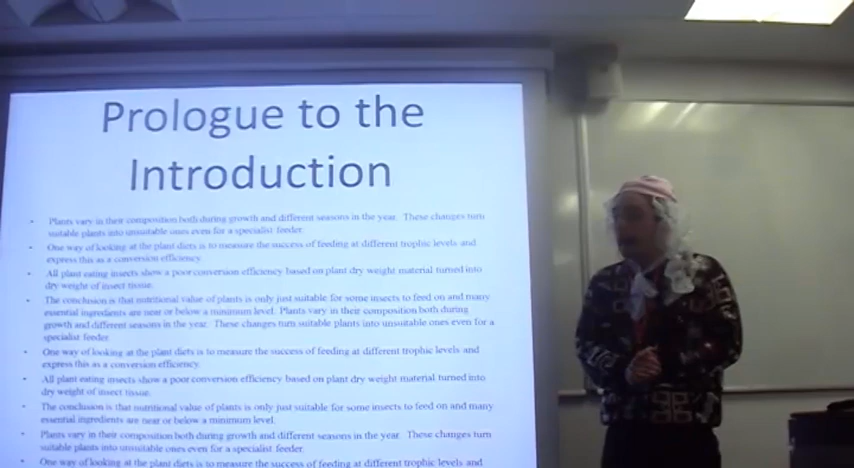 Prologue to the
Introduction
• Plants vary in their composition both during growth and different seasons in the year. These changes turn
suitable plants into unsuitable ones even for a specialist feeder.
• One way of looking at the plant diets is to measure the success of feeding at different trophic levels and
express this as a conversion efficiency.
• All plant eating insects show a poor conversion efficiency based on plant dry weight material turned into
dry weight of insect tissue.
• The conclusion is that nutritional value of plants is only just suitable for some insects to feed on and many
essential ingredients are near or below a minimum level. Plants vary in their composition both during
growth and different seasons in the year. These changes turn suitable plants into unsuitable ones even for a
specialist feeder.
• One way of looking at the plant diets is to measure the success of feeding at different trophic levels and
express this as a conversion efficiency.
• All plant eating insects show a poor conversion efficiency based on plant dry weight material turned into
dry weight of insect tissue.
• The conclusion is that nutritional value of plants is only just suitable for some insects to feed on and many
essential ingredients are near or below a minimum level.
• Plants vary in their composition both during growth and different seasons in the year. These changes turn
suitable plants into unsuitable ones even for a specialist feeder.
• One way of looking at the plant diets is to measure the success of feeding at different trophic levels and